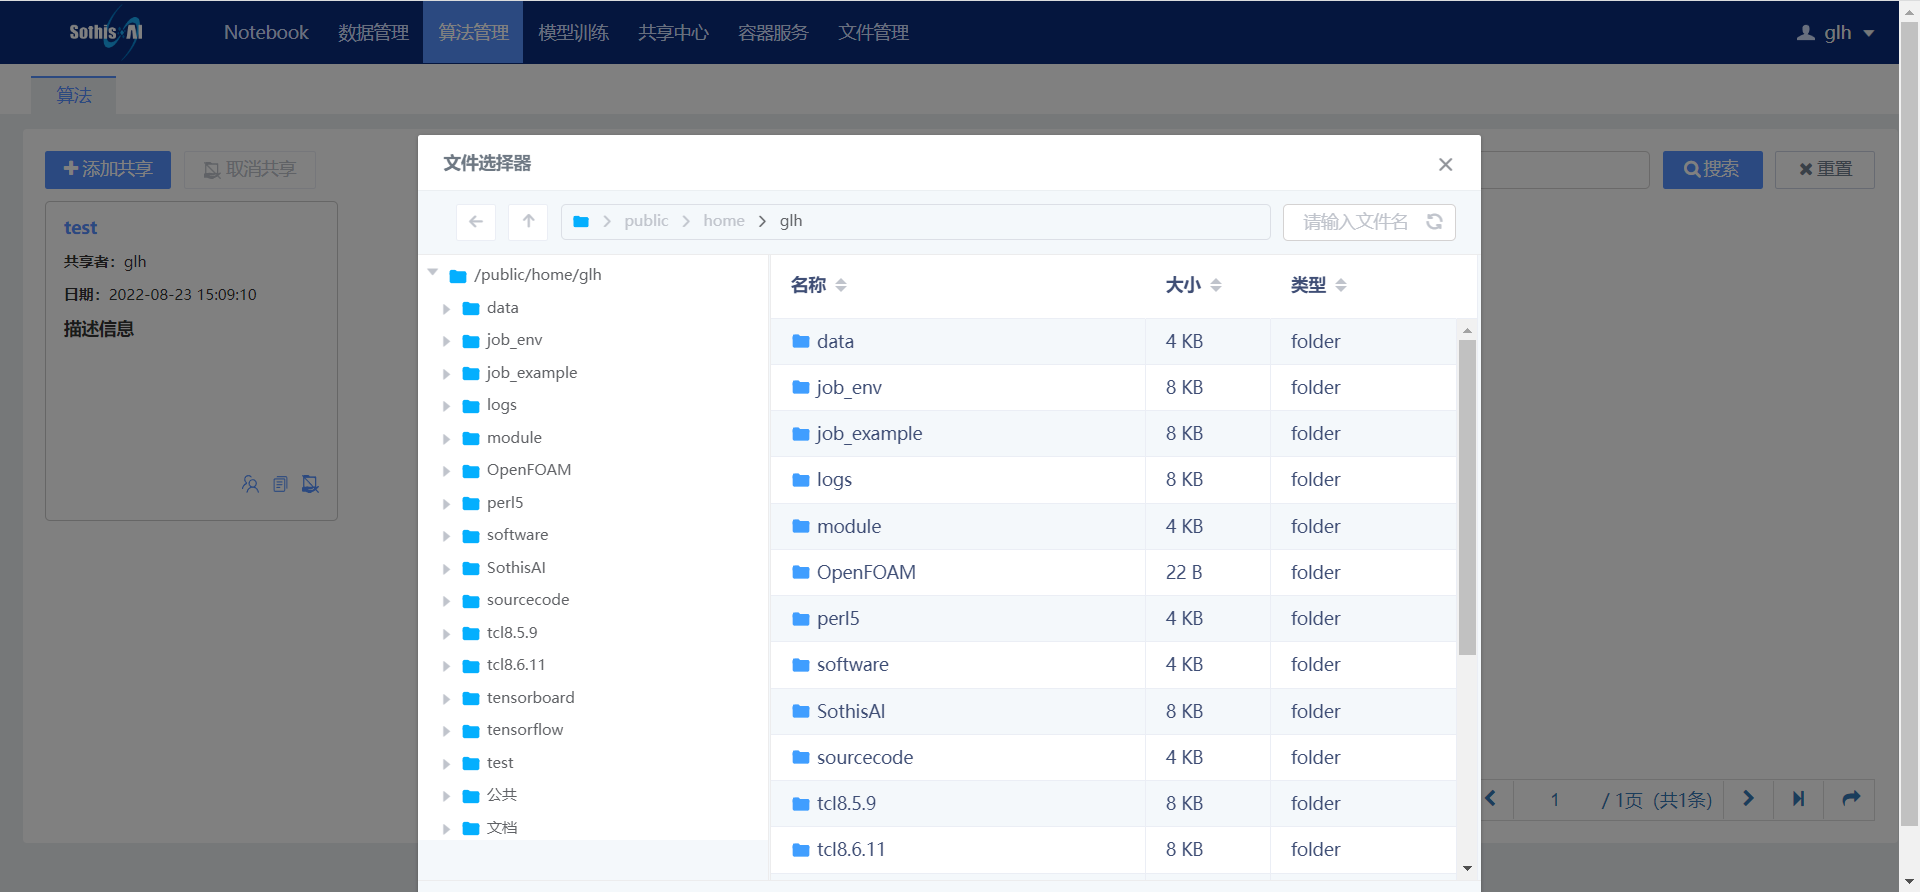 Sothis AI Notebook 数据管理 算法管理 模型训练 共享中心 容器服务 文件管理 glh
算法
添加共享 取消共享 搜索 重置
test
共享者：glh
日期：2022-08-23 15:09:10
描述信息
文件选择器
public home glh 请输入文件名
/public/home/glh
data
job_env
job_example
logs
module
OpenFOAM
perl5
software
SothisAI
sourcecode
tcl8.5.9
tcl8.6.11
tensorboard
tensorflow
test
公共
文档
名称 大小 类型
data 4 KB folder
job_env 8 KB folder
job_example 8 KB folder
logs 8 KB folder
module 4 KB folder
OpenFOAM 22 B folder
perl5 4 KB folder
software 4 KB folder
SothisAI 8 KB folder
sourcecode 4 KB folder
tcl8.5.9 8 KB folder
tcl8.6.11 8 KB folder
1 / 1页 (共1条)